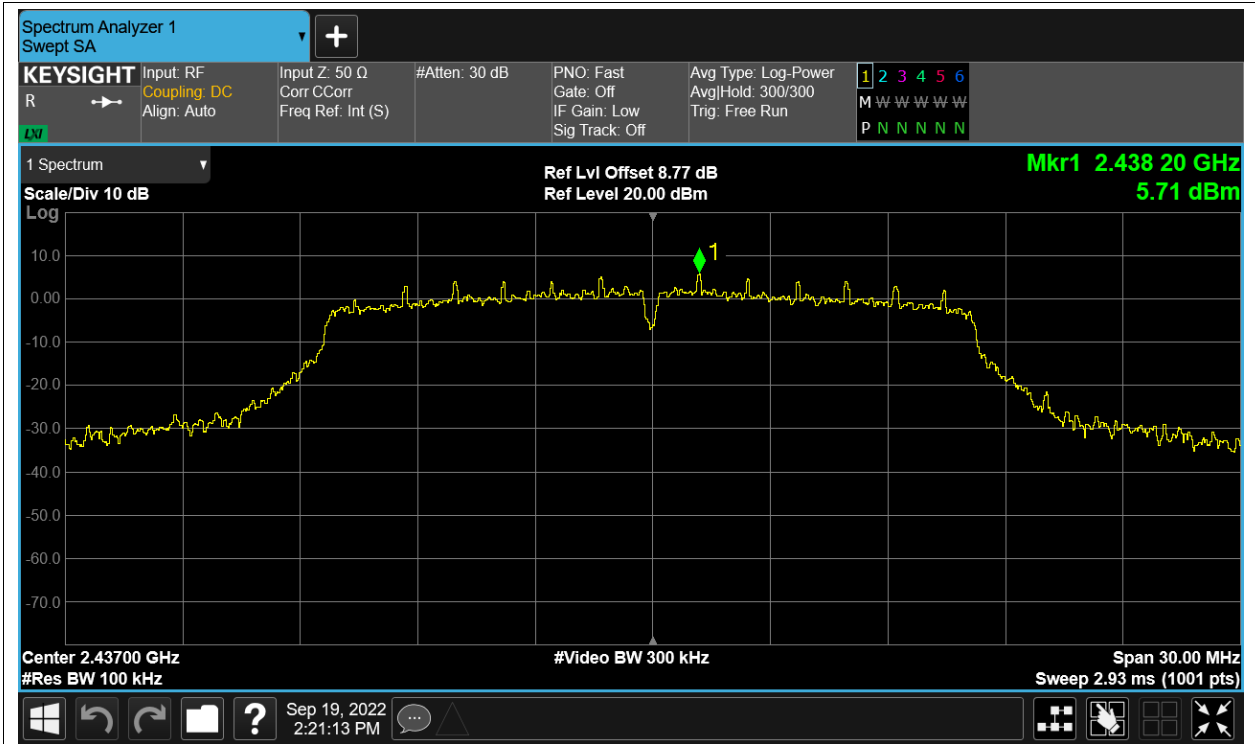 Spectrum Analyzer 1
Swept SA
KEYSIGHT
R
LXI
Input: RF
Coupling: DC
Align: Auto
Input Z: 50 Ω
Corr CCorr
Freq Ref: Int (S)
#Atten: 30 dB
PNO: Fast
Gate: Off
IF Gain: Low
Sig Track: Off
Avg Type: Log-Power
Avg|Hold: 300/300
Trig: Free Run
1 2 3 4 5 6
M W W W W W
P N N N N N
1 Spectrum
Scale/Div 10 dB
Log
Ref Lvl Offset 8.77 dB
Ref Level 20.00 dBm
Mkr1 2.438 20 GHz
5.71 dBm
1
10.0
0.00
-10.0
-20.0
-30.0
-40.0
-50.0
-60.0
-70.0
Center 2.43700 GHz
#Res BW 100 kHz
#Video BW 300 kHz
Span 30.00 MHz
Sweep 2.93 ms (1001 pts)
?
Sep 19, 2022
2:21:13 PM